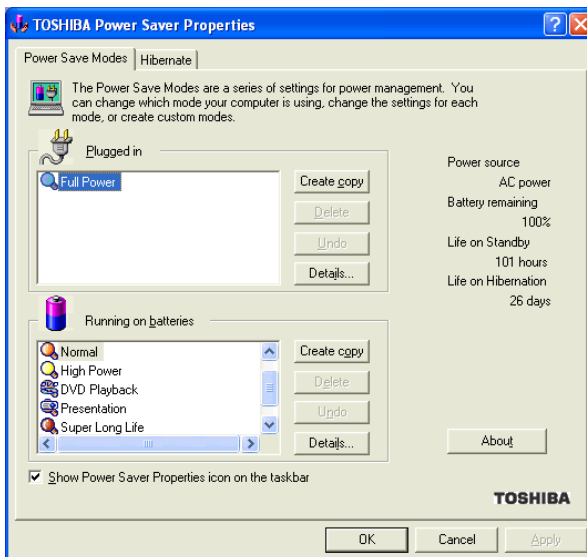 TOSHIBA Power Saver Properties
Power Save Modes
Hibernate
The Power Save Modes are a series of settings for power management. You
can change which mode your computer is using, change the settings for each
mode, or create custom modes.
Plugged in
Full Power
Create copy
Delete
Undo
Details...
Power source
AC power
Battery remaining
100%
Life on Standby
101 hours
Life on Hibernation
26 days
Running on batteries
Normal
High Power
DVD Playback
Presentation
Super Long Life
Create copy
Delete
Undo
Details...
About
Show Power Saver Properties icon on the taskbar
TOSHIBA
OK
Cancel
Apply